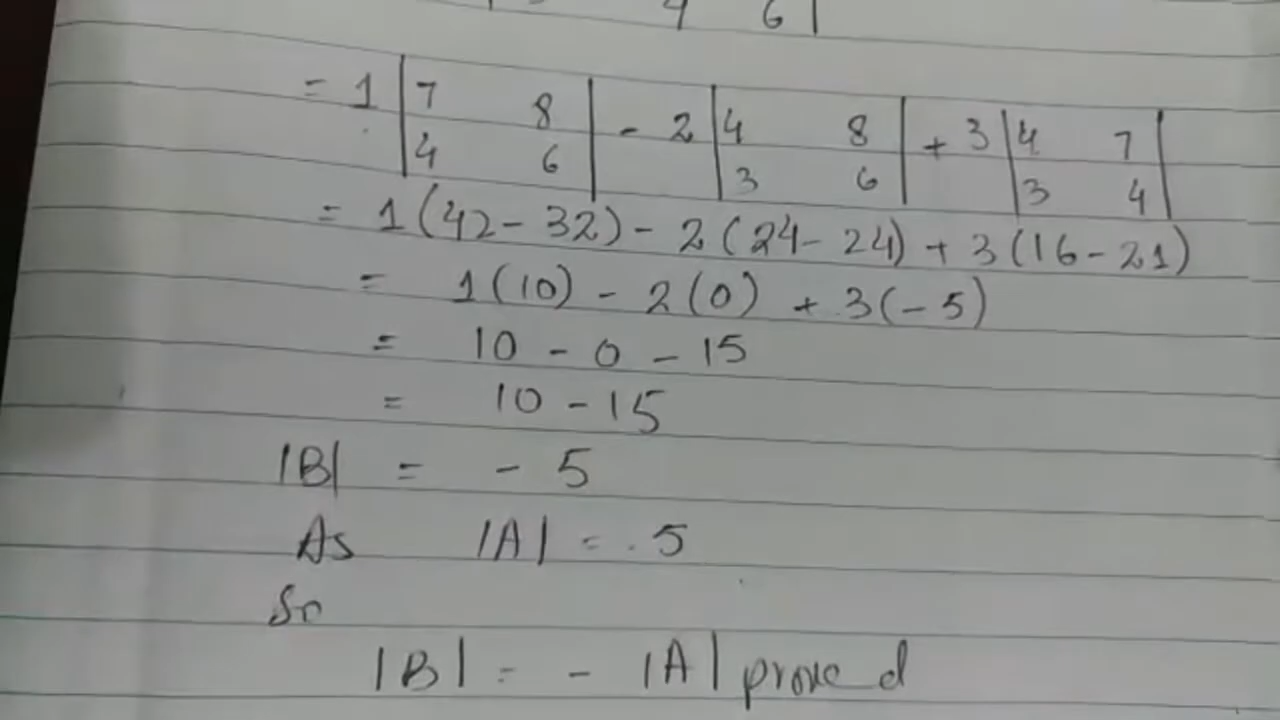 4 6|
= 1 |7 8| - 2 |4 8| + 3 |4 7|
|4 6| |3 6| |3 4|
= 1(42 - 32) - 2(24 - 24) + 3(16 - 21)
= 1(10) - 2(0) + 3(-5)
= 10 - 0 - 15
= 10 - 15
|B| = - 5
As |A| = 5
So
|B| = - |A| proved